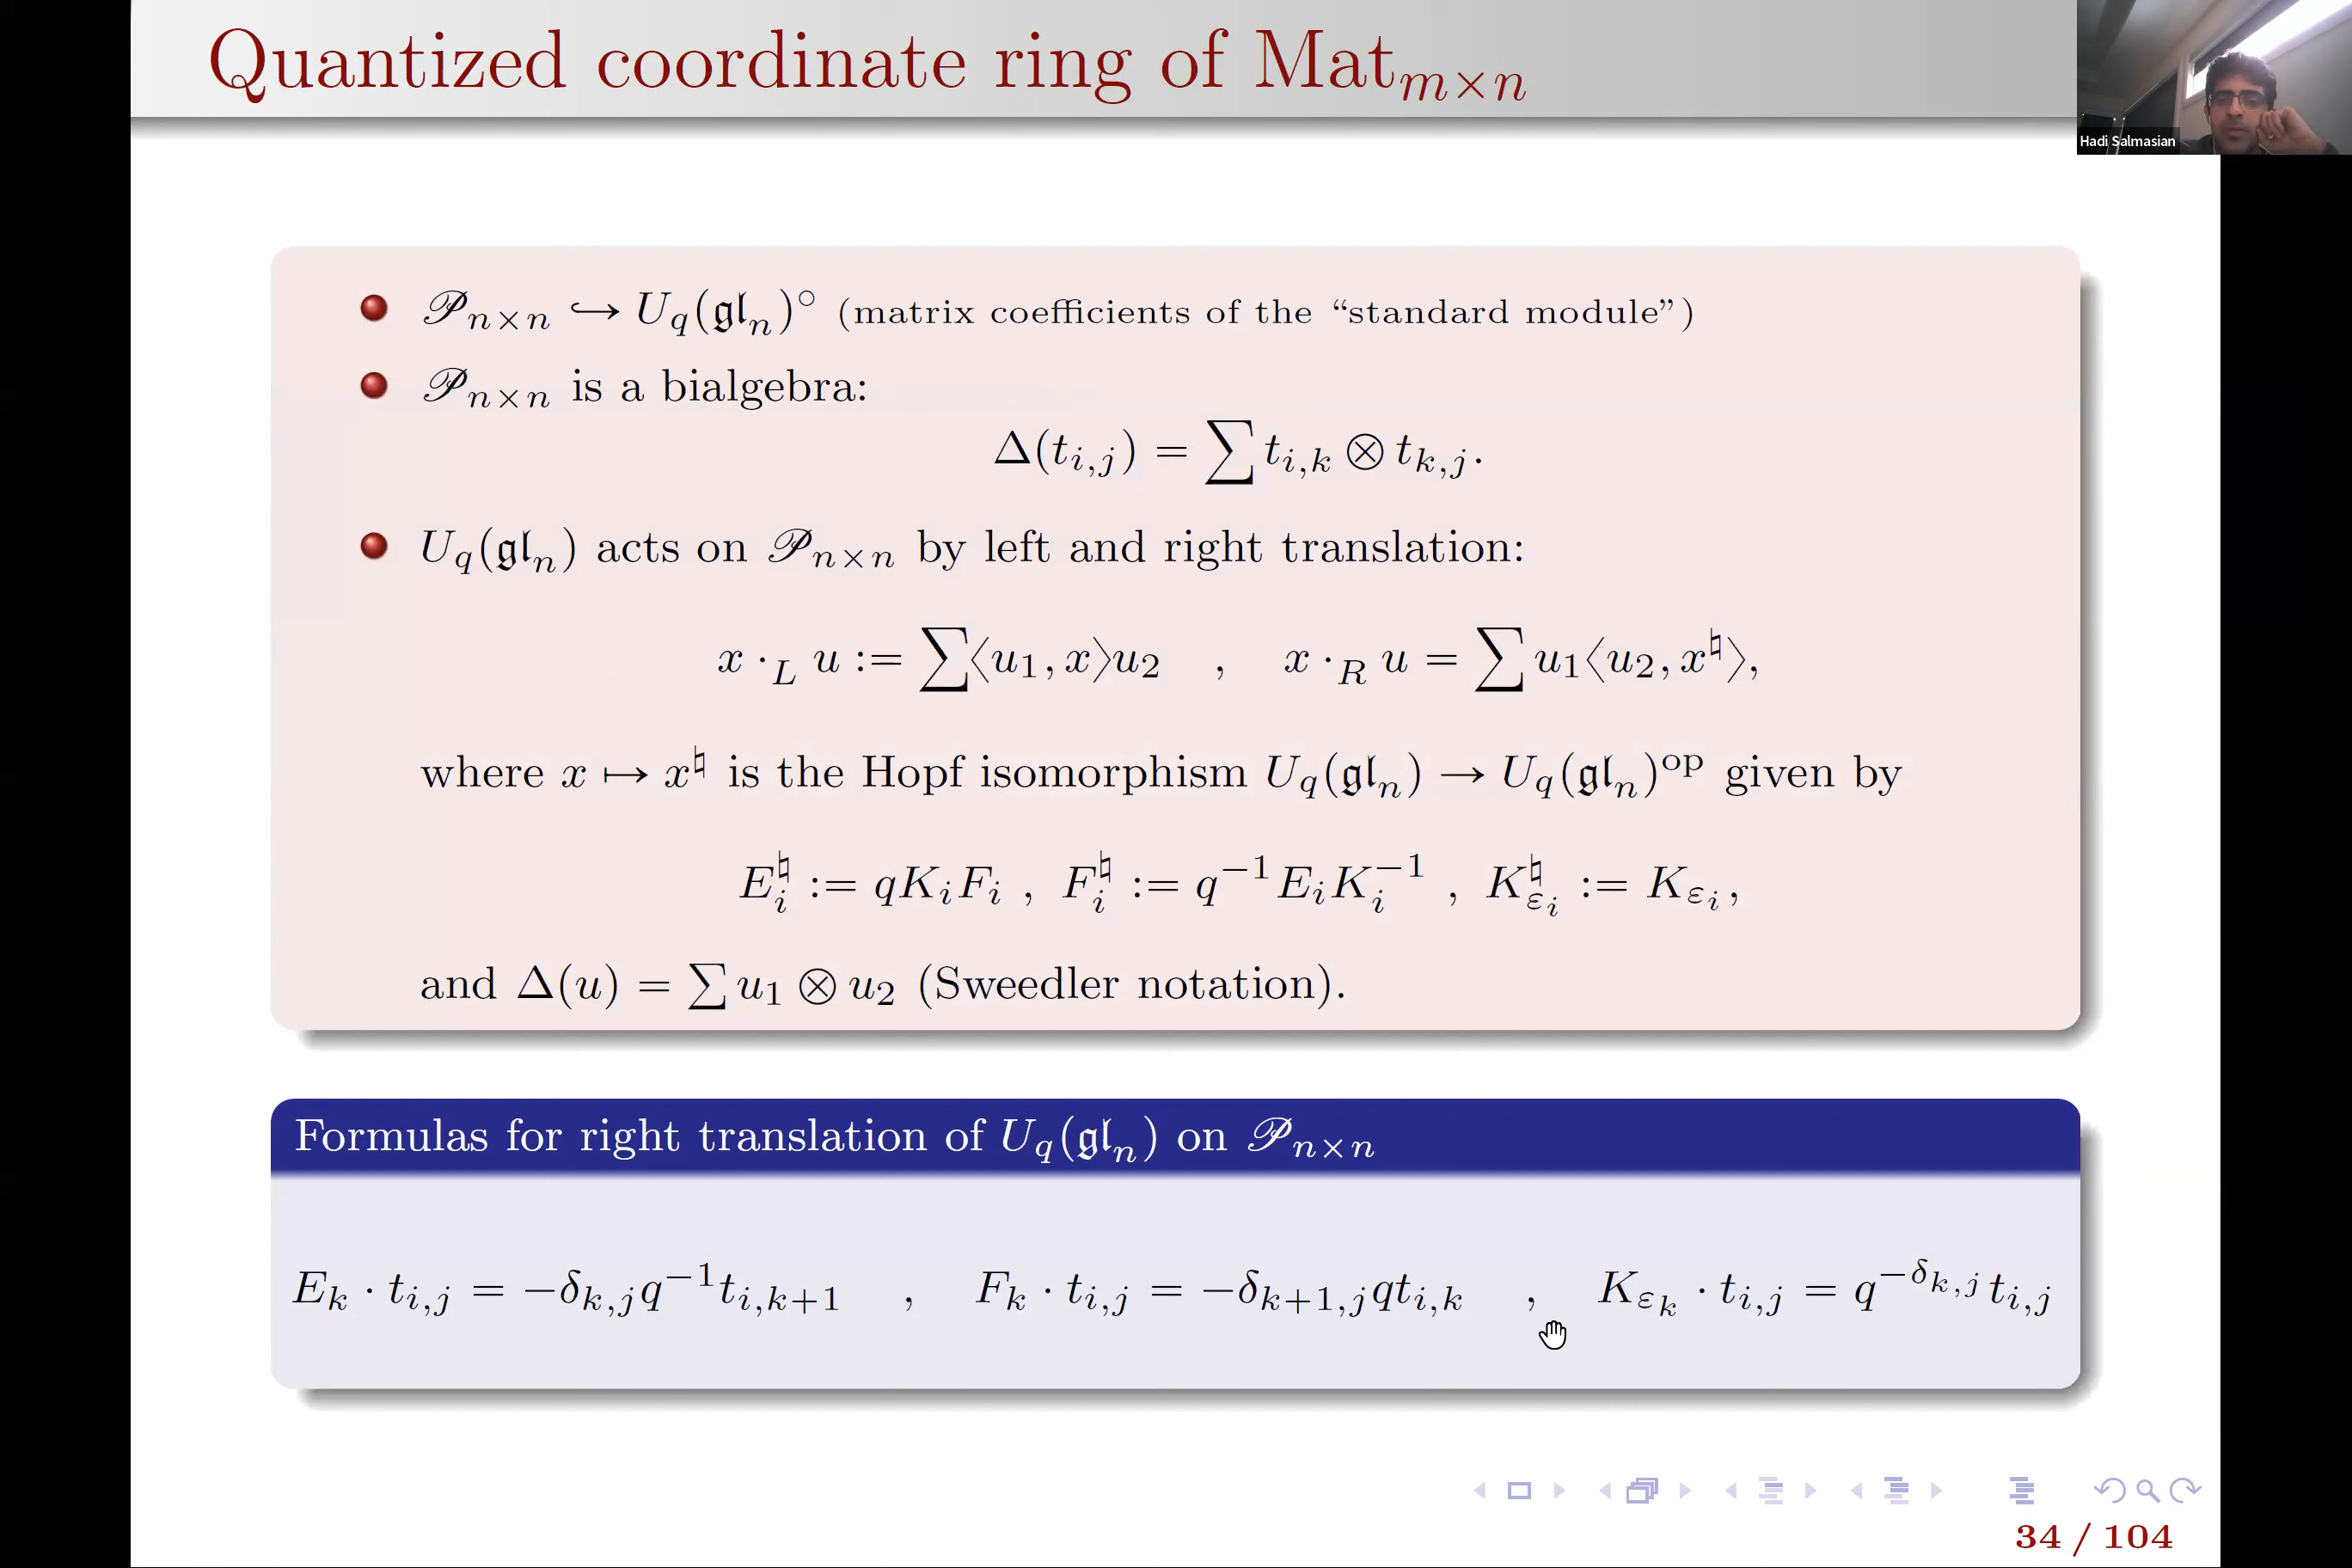 Quantized coordinate ring of Mat_{m×n}
Hadi Salmasian
𝒫_{n×n} ↪ U_q(𝔤𝔩_n)° (matrix coefficients of the “standard module”)
𝒫_{n×n} is a bialgebra:
Δ(t_{i,j}) = ∑ t_{i,k} ⊗ t_{k,j}.
U_q(𝔤𝔩_n) acts on 𝒫_{n×n} by left and right translation:
x ·_L u := ∑⟨u_1, x⟩u_2 , x ·_R u = ∑ u_1⟨u_2, x^♮⟩,
where x ↦ x^♮ is the Hopf isomorphism U_q(𝔤𝔩_n) → U_q(𝔤𝔩_n)^{op} given by
E_i^♮ := qK_iF_i , F_i^♮ := q^{-1}E_iK_i^{-1} , K_{ε_i}^♮ := K_{ε_i},
and Δ(u) = ∑ u_1 ⊗ u_2 (Sweedler notation).
Formulas for right translation of U_q(𝔤𝔩_n) on 𝒫_{n×n}
E_k · t_{i,j} = −δ_{k,j}q^{-1}t_{i,k+1} , F_k · t_{i,j} = −δ_{k+1,j}qt_{i,k} , K_{ε_k} · t_{i,j} = q^{−δ_{k,j}}t_{i,j}
34 / 104